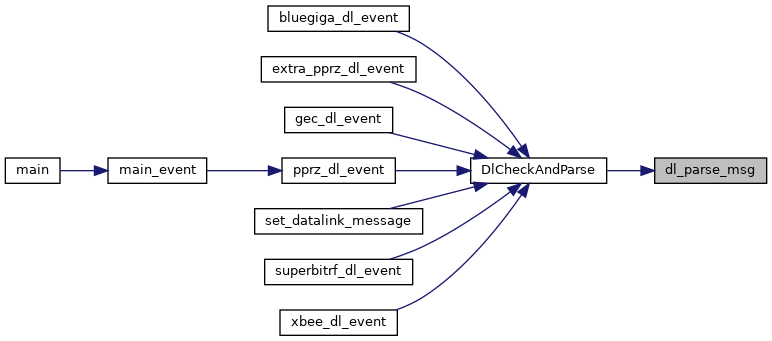 bluegiga_dl_event
extra_pprz_dl_event
gec_dl_event
main
main_event
pprz_dl_event
DlCheckAndParse
dl_parse_msg
set_datalink_message
superbitrf_dl_event
xbee_dl_event